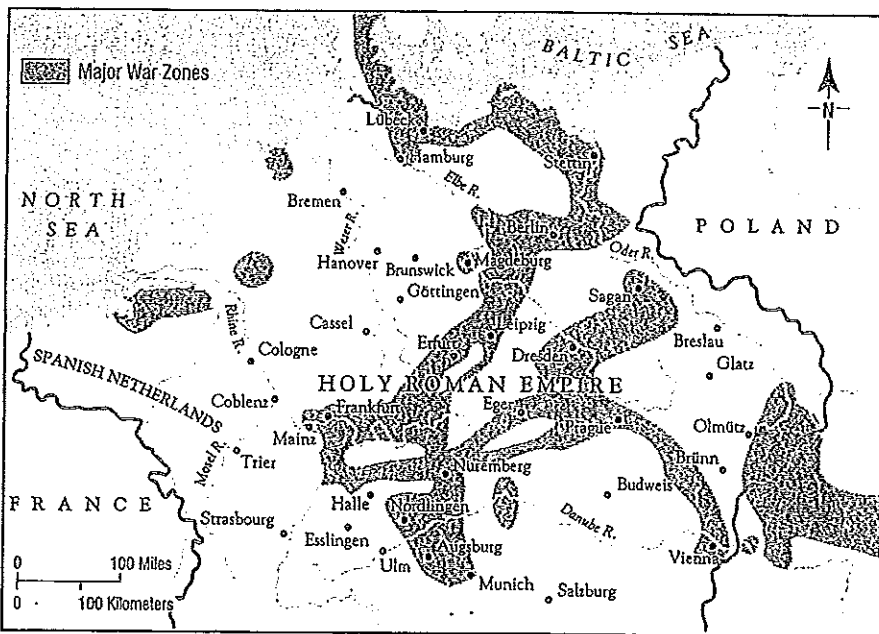 BALTIC SEA
Major War Zones
N
Lübeck
Hamburg
Stettin
Elbe R.
NORTH
SEA
Bremen
Weser R.
POLAND
Berlin
Oder R.
Hanover
Brunswick
Magdeburg
Göttingen
Sagan
Rhine R.
Cassel
Leipzig
Breslau
Erfurt
Dresden
Cologne
Glatz
SPANISH NETHERLANDS
HOLY ROMAN EMPIRE
Coblenz
Frankfurt
Eger
Prague
Olmütz
Mainz
Mosel R.
Trier
Brünn
Nuremberg
FRANCE
Halle
Nördlingen
Budweis
Strasbourg
Esslingen
Danube R.
Ulm
Augsburg
Vienna
Munich
Salzburg
0 100 Miles
0 100 Kilometers